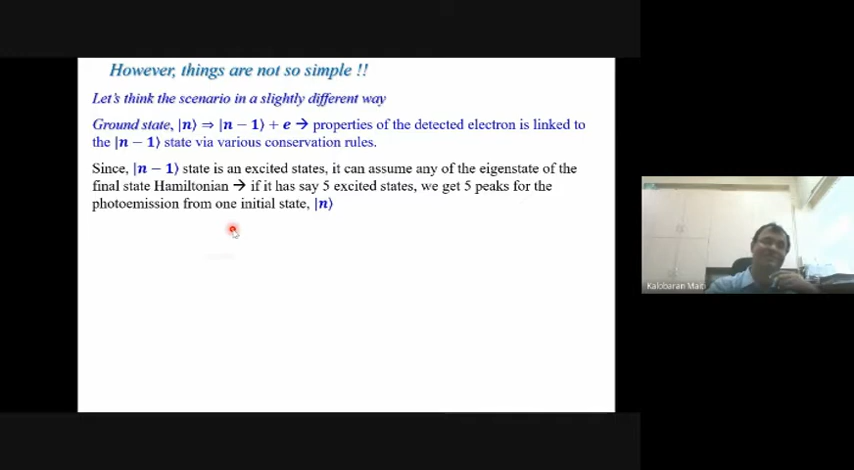 However, things are not so simple !!
Let's think the scenario in a slightly different way
Ground state, |n⟩ ⇒ |n − 1⟩ + e → properties of the detected electron is linked to
the |n − 1⟩ state via various conservation rules.
Since, |n − 1⟩ state is an excited states, it can assume any of the eigenstate of the
final state Hamiltonian → if it has say 5 excited states, we get 5 peaks for the
photoemission from one initial state, |n⟩
Kalobaran Maiti